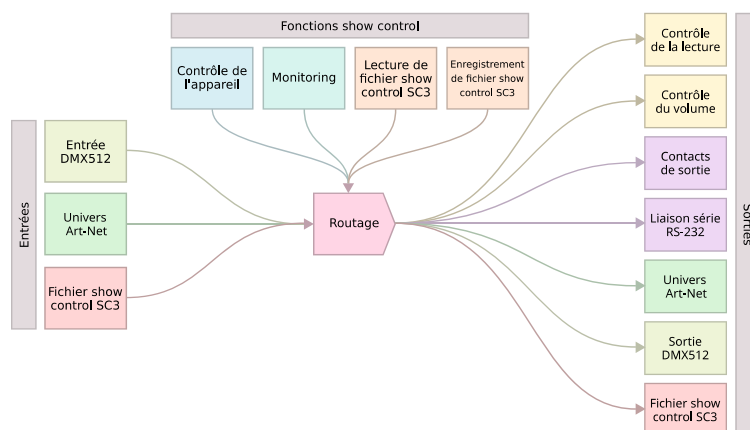 Fonctions show control
Contrôle de
l'appareil
Monitoring
Lecture de
fichier show
control SC3
Enregistrement
de fichier show
control SC3
Entrées
Entrée
DMX512
Univers
Art-Net
Fichier show
control SC3
Routage
Contrôle
de la lecture
Contrôle
du volume
Contacts
de sortie
Liaison série
RS-232
Univers
Art-Net
Sortie
DMX512
Fichier show
control SC3
Sorties